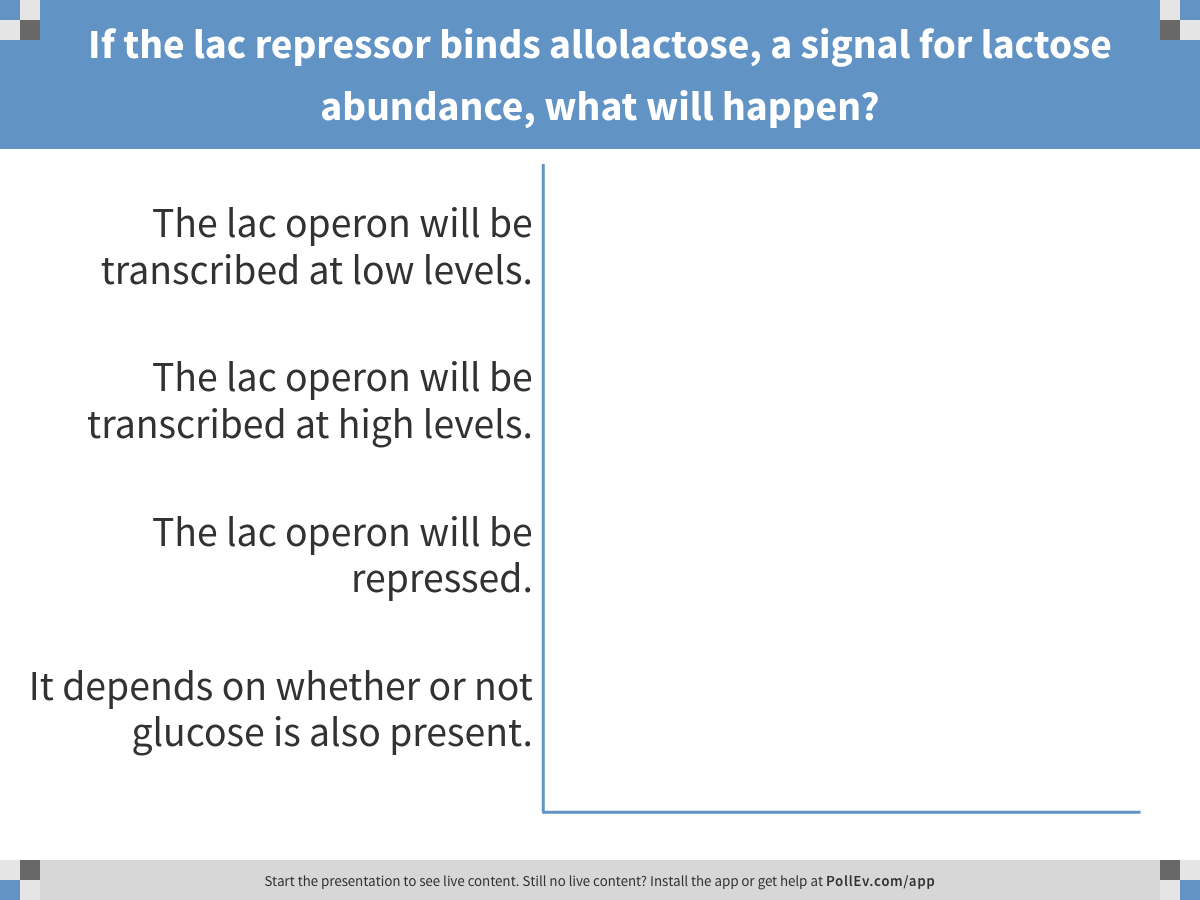 If the lac repressor binds allolactose, a signal for lactose
abundance, what will happen?
The lac operon will be
transcribed at low levels.
The lac operon will be
transcribed at high levels.
The lac operon will be
repressed.
It depends on whether or not
glucose is also present.
Start the presentation to see live content. Still no live content? Install the app or get help at PollEv.com/app